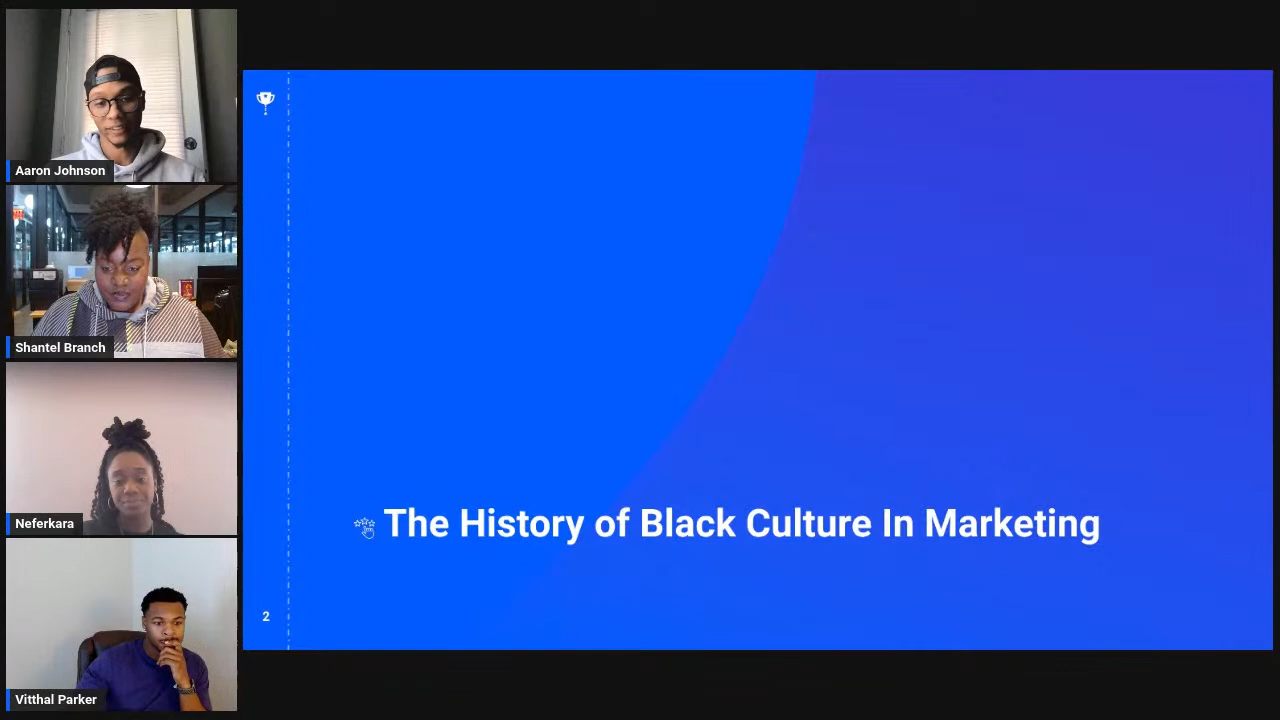 Aaron Johnson
Shantel Branch
Neferkara
Vitthal Parker
The History of Black Culture In Marketing
2